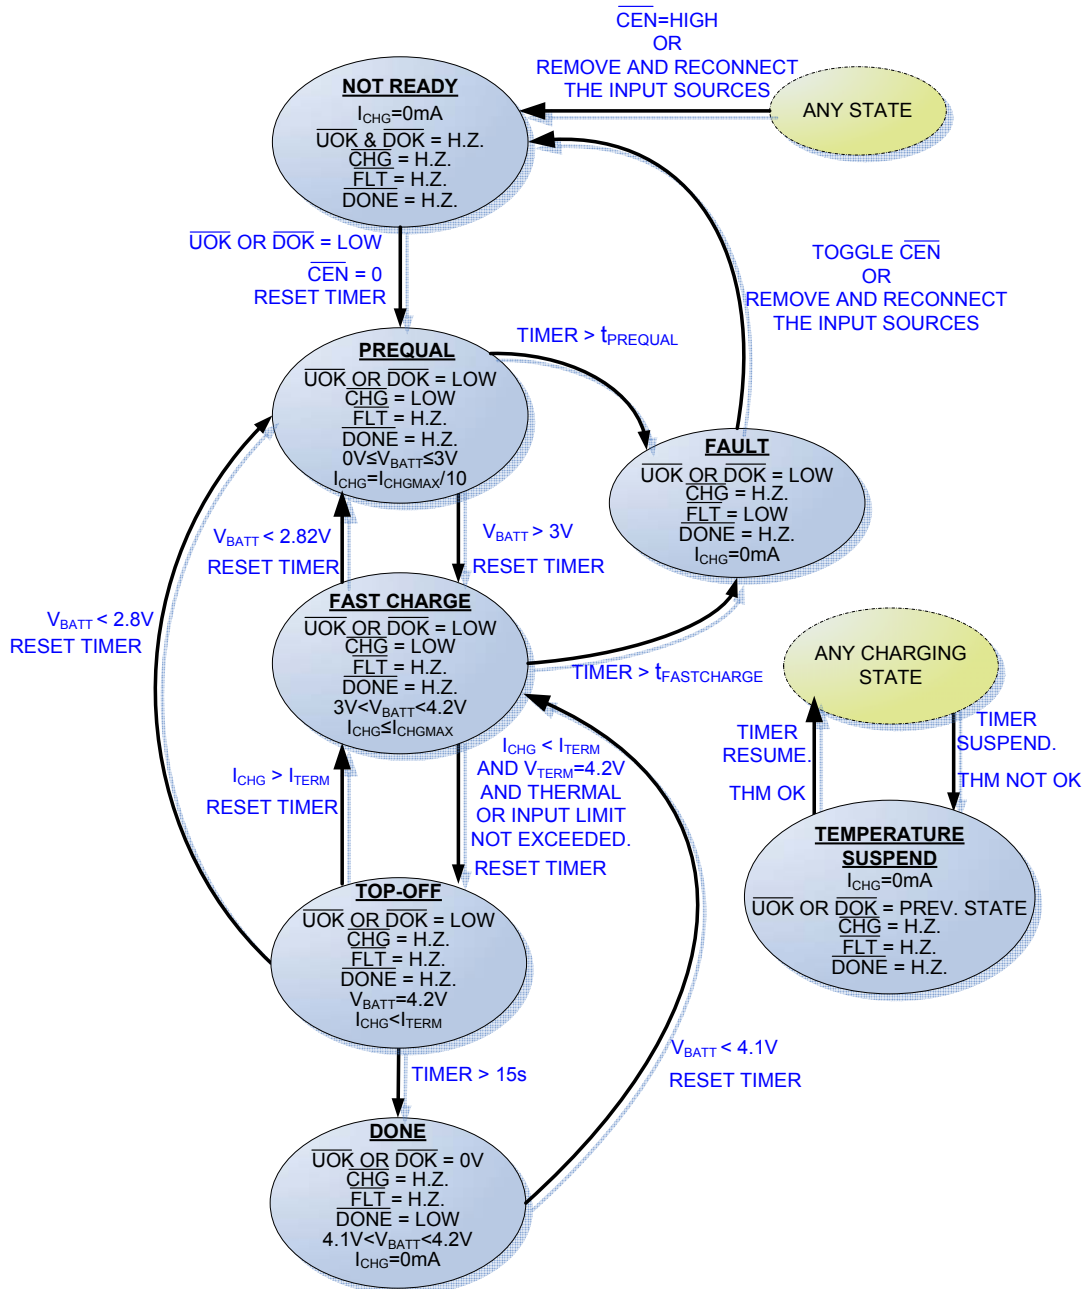 CEN=HIGH
OR
REMOVE AND RECONNECT
THE INPUT SOURCES
ANY STATE
NOT READY
ICHG=0mA
UOK & DOK = H.Z.
CHG = H.Z.
FLT = H.Z.
DONE = H.Z.
UOK OR DOK = LOW
CEN = 0
RESET TIMER
TOGGLE CEN
OR
REMOVE AND RECONNECT
THE INPUT SOURCES
TIMER > tPREQUAL
PREQUAL
UOK OR DOK = LOW
CHG = LOW
FLT = H.Z.
DONE = H.Z.
0V≤VBATT≤3V
ICHG=ICHGMAX/10
FAULT
UOK OR DOK = LOW
CHG = H.Z.
FLT = LOW
DONE = H.Z.
ICHG=0mA
VBATT < 2.82V
RESET TIMER
VBATT > 3V
RESET TIMER
VBATT < 2.8V
RESET TIMER
FAST CHARGE
UOK OR DOK = LOW
CHG = LOW
FLT = H.Z.
DONE = H.Z.
3V<VBATT<4.2V
ICHG≤ICHGMAX
TIMER > tFASTCHARGE
ANY CHARGING
STATE
TIMER
RESUME.
THM OK
TIMER
SUSPEND.
THM NOT OK
ICHG > ITERM
RESET TIMER
ICHG < ITERM
AND VTERM=4.2V
AND THERMAL
OR INPUT LIMIT
NOT EXCEEDED.
RESET TIMER
TEMPERATURE
SUSPEND
ICHG=0mA
UOK OR DOK = PREV. STATE
CHG = H.Z.
FLT = H.Z.
DONE = H.Z.
TOP-OFF
UOK OR DOK = LOW
CHG = H.Z.
FLT = H.Z.
DONE = H.Z.
VBATT=4.2V
ICHG<ITERM
VBATT < 4.1V
RESET TIMER
TIMER > 15s
DONE
UOK OR DOK = 0V
CHG = H.Z.
FLT = H.Z.
DONE = LOW
4.1V<VBATT<4.2V
ICHG=0mA